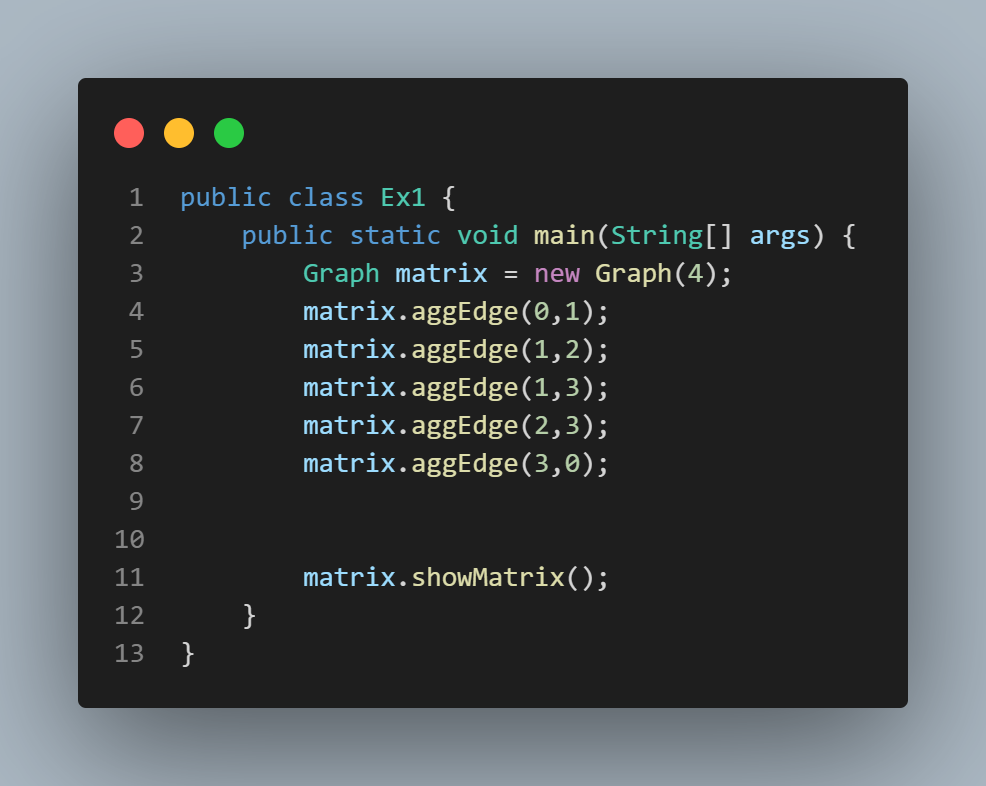 1 public class Ex1 {
2     public static void main(String[] args) {
3         Graph matrix = new Graph(4);
4         matrix.aggEdge(0,1);
5         matrix.aggEdge(1,2);
6         matrix.aggEdge(1,3);
7         matrix.aggEdge(2,3);
8         matrix.aggEdge(3,0);
9
10
11         matrix.showMatrix();
12     }
13 }